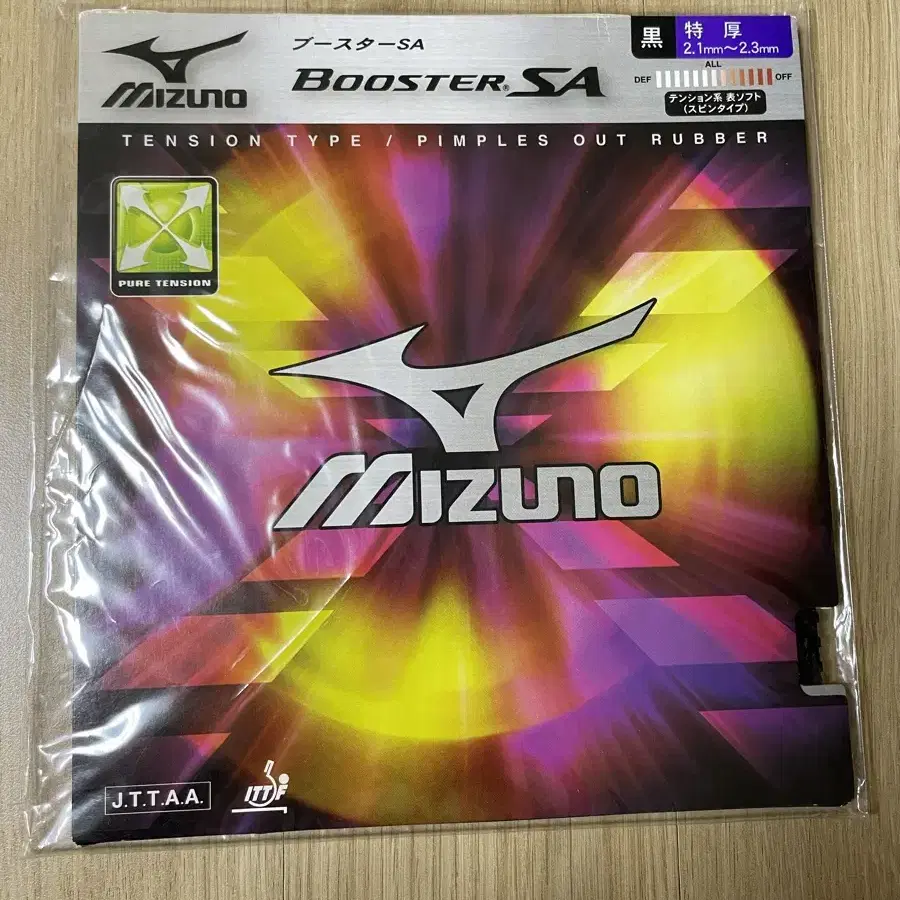 MIZUNO
ブースターSA
BOOSTER® SA
黒
特厚
2.1mm～2.3mm
ALL
DEF
OFF
テンション系 表ソフト
(スピンタイプ)
TENSION TYPE / PIMPLES OUT RUBBER
PURE TENSION
MIZUNO
J.T.T.A.A.
ITTF